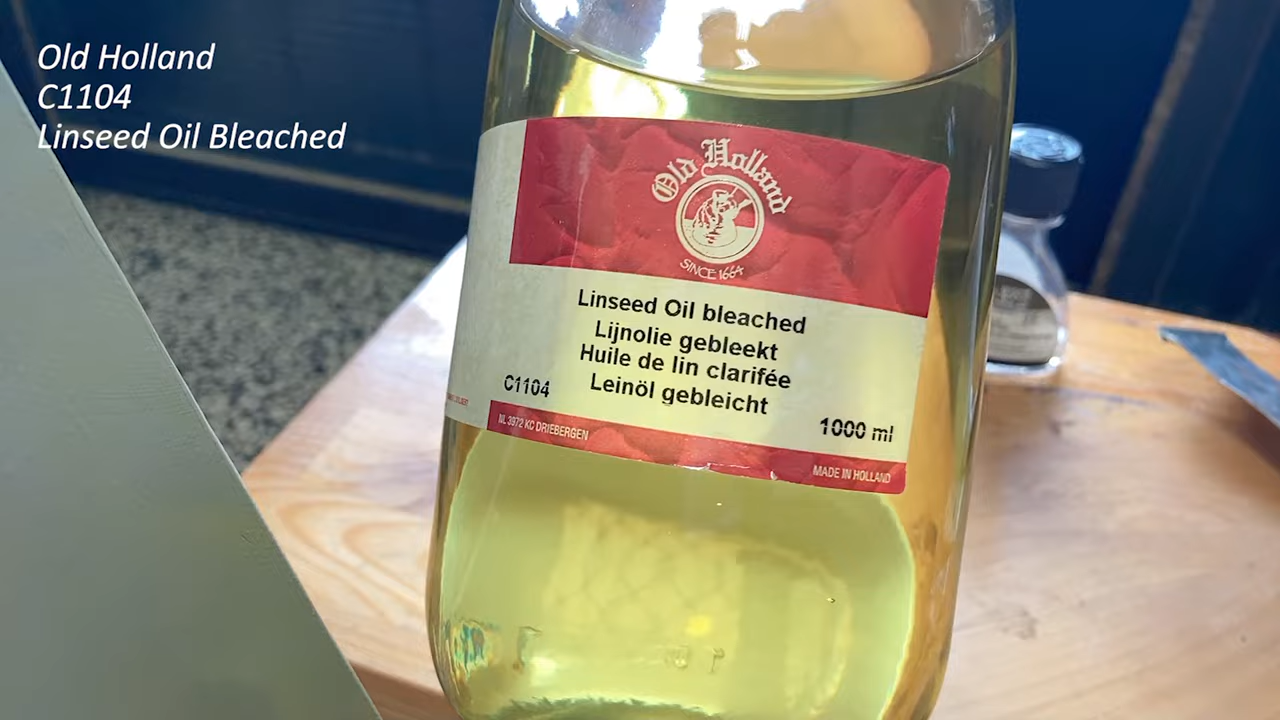 Old Holland
C1104
Linseed Oil Bleached
Old Holland
SINCE 1664
Linseed Oil bleached
Lijnolie gebleekt
Huile de lin clarifée
Leinöl gebleicht
C1104
1000 ml
NL 3972 KC DRIEBERGEN
MADE IN HOLLAND